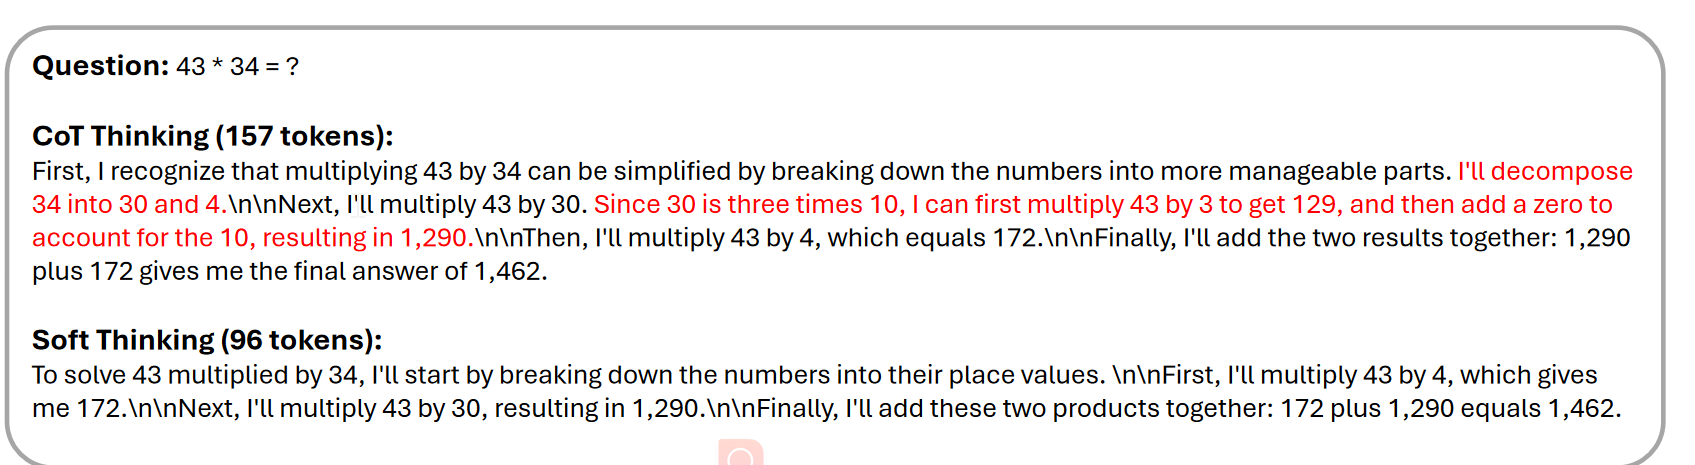 Question: 43 * 34 = ?
CoT Thinking (157 tokens):
First, I recognize that multiplying 43 by 34 can be simplified by breaking down the numbers into more manageable parts. I'll decompose
34 into 30 and 4.\n\nNext, I'll multiply 43 by 30. Since 30 is three times 10, I can first multiply 43 by 3 to get 129, and then add a zero to
account for the 10, resulting in 1,290.\n\nThen, I'll multiply 43 by 4, which equals 172.\n\nFinally, I'll add the two results together: 1,290
plus 172 gives me the final answer of 1,462.
Soft Thinking (96 tokens):
To solve 43 multiplied by 34, I'll start by breaking down the numbers into their place values. \n\nFirst, I'll multiply 43 by 4, which gives
me 172.\n\nNext, I'll multiply 43 by 30, resulting in 1,290.\n\nFinally, I'll add these two products together: 172 plus 1,290 equals 1,462.